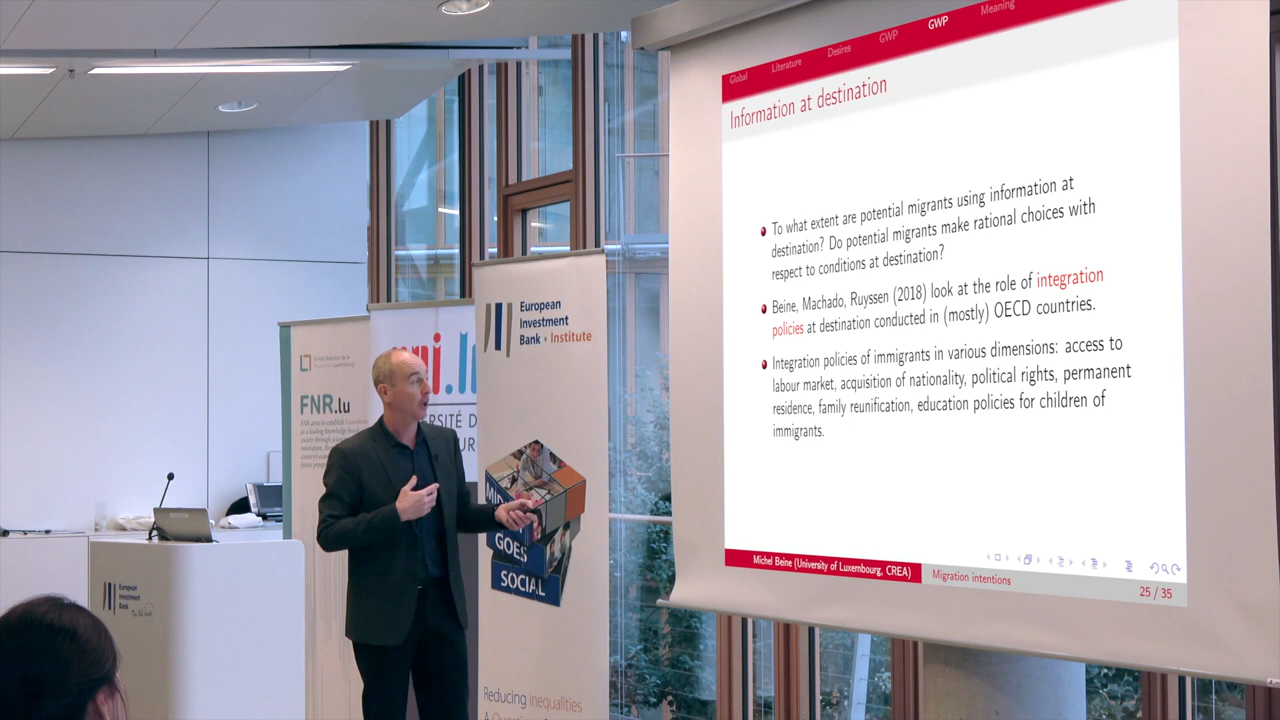 Global Literature Desires GWP GWP Meaning
Information at destination
To what extent are potential migrants using information at
destination? Do potential migrants make rational choices with
respect to conditions at destination?
Beine, Machado, Ruyssen (2018) look at the role of integration
policies at destination conducted in (mostly) OECD countries.
Integration policies of immigrants in various dimensions: access to
labour market, acquisition of nationality, political rights, permanent
residence, family reunification, education policies for children of
immigrants.
Michel Beine (University of Luxembourg, CREA)
Migration intentions
25 / 35
European
Investment
Bank • Institute
GOES
SOCIAL
Reducing inequalities
uni.lu
FNR.lu
European
Investment
Bank